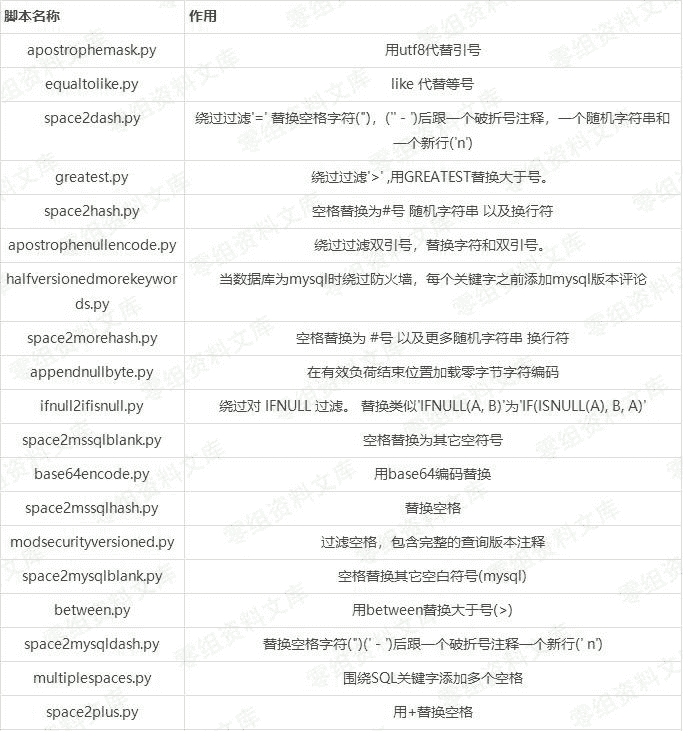 脚本名称 作用
apostrophemask.py 用utf8代替引号
equaltolike.py like 代替等号
space2dash.py 绕过过滤'=' 替换空格字符(''), ('' - ')后跟一个破折号注释，一个随机字符串和
一个新行('n')
greatest.py 绕过过滤'>' ,用GREATEST替换大于号。
space2hash.py 空格替换为#号 随机字符串 以及换行符
apostrophenullencode.py 绕过过滤双引号，替换字符和双引号。
halfversionedmorekeywor 当数据库为mysql时绕过防火墙，每个关键字之前添加mysql版本评论
ds.py
space2morehash.py 空格替换为 #号 以及更多随机字符串 换行符
appendnullbyte.py 在有效负荷结束位置加载零字节字符编码
ifnull2ifisnull.py 绕过对 IFNULL 过滤。 替换类似'IFNULL(A, B)'为'IF(ISNULL(A), B, A)'
space2mssqlblank.py 空格替换为其它空符号
base64encode.py 用base64编码替换
space2mssqlhash.py 替换空格
modsecurityversioned.py 过滤空格，包含完整的查询版本注释
space2mysqlblank.py 空格替换其它空白符号(mysql)
between.py 用between替换大于号(>)
space2mysqldash.py 替换空格字符('')(' - ')后跟一个破折号注释一个新行(' n')
multiplespaces.py 围绕SQL关键字添加多个空格
space2plus.py 用+替换空格
零组资料文库